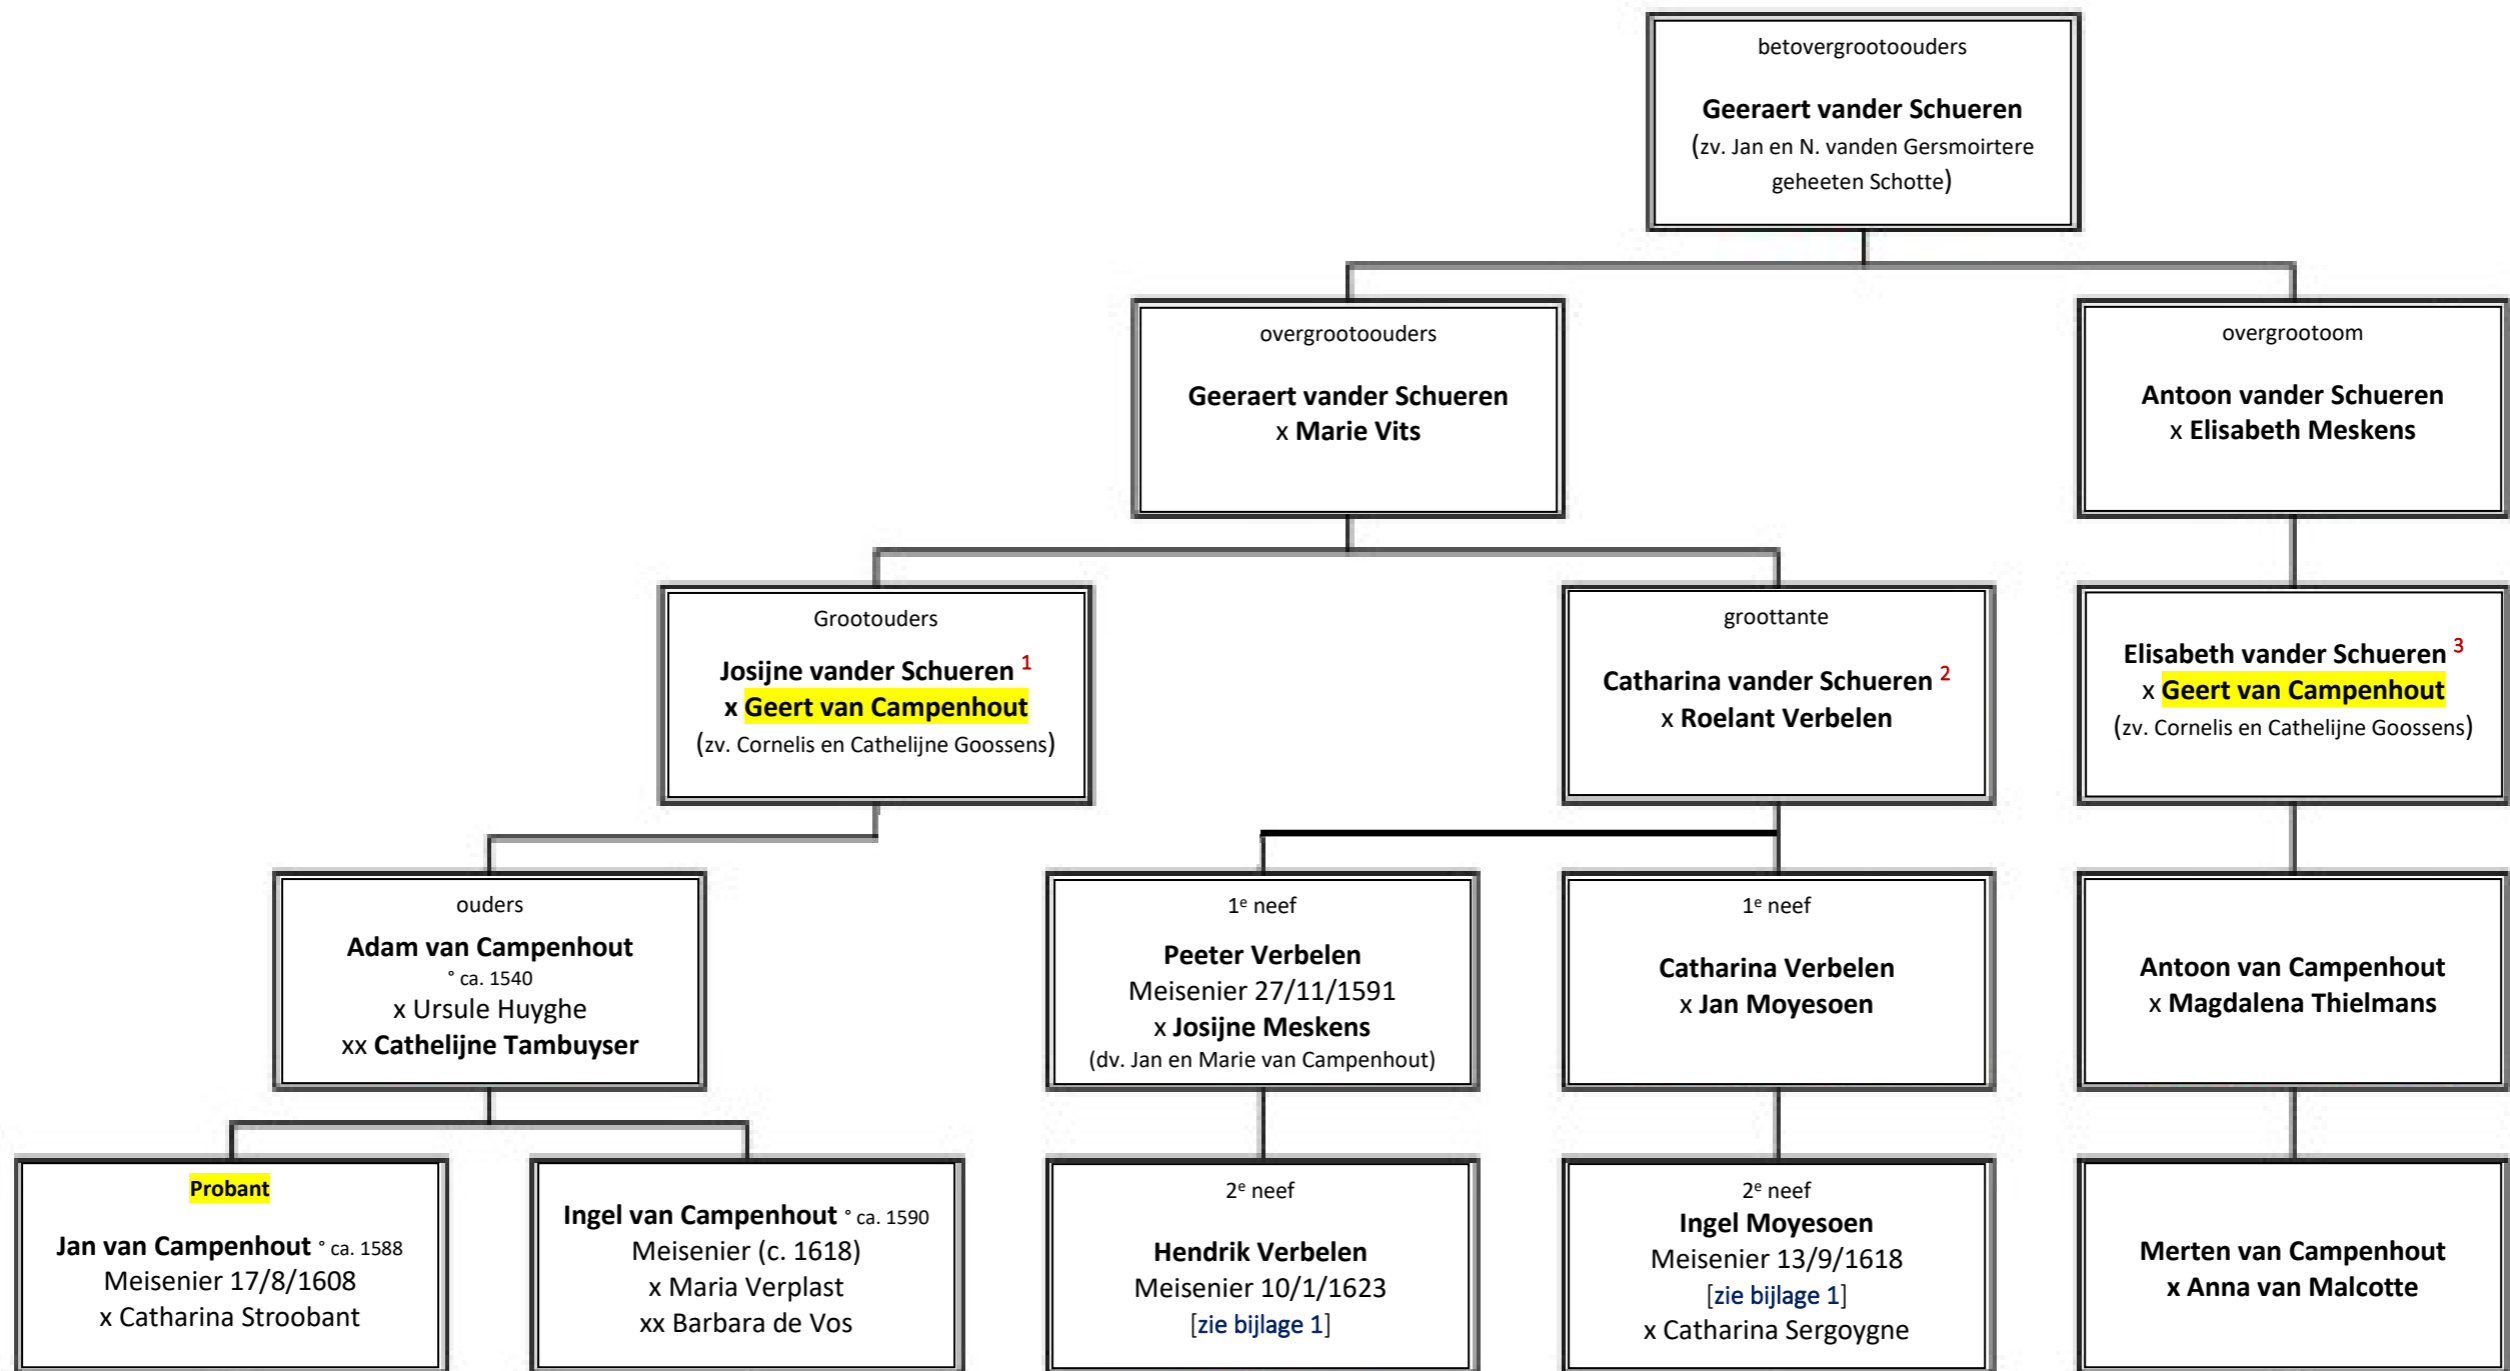 betovergrootoouders
Geeraert vander Schueren
(zv. Jan en N. vanden Gersmoirtere
geheeten Schotte)
overgrootoouders
Geeraert vander Schueren
x Marie Vits
overgrootoom
Antoon vander Schueren
x Elisabeth Meskens
Grootouders
Josijne vander Schueren 1
x Geert van Campenhout
(zv. Cornelis en Cathelijne Goossens)
groottante
Catharina vander Schueren 2
x Roelant Verbelen
Elisabeth vander Schueren 3
x Geert van Campenhout
(zv. Cornelis en Cathelijne Goossens)
ouders
Adam van Campenhout
° ca. 1540
x Ursule Huyghe
xx Cathelijne Tambuyser
1e neef
Peeter Verbelen
Meisenier 27/11/1591
x Josijne Meskens
(dv. Jan en Marie van Campenhout)
1e neef
Catharina Verbelen
x Jan Moyesoen
Antoon van Campenhout
x Magdalena Thielmans
Probant
Jan van Campenhout ° ca. 1588
Meisenier 17/8/1608
x Catharina Stroobant
Ingel van Campenhout ° ca. 1590
Meisenier (c. 1618)
x Maria Verplast
xx Barbara de Vos
2e neef
Hendrik Verbelen
Meisenier 10/1/1623
[zie bijlage 1]
2e neef
Ingel Moyesoen
Meisenier 13/9/1618
[zie bijlage 1]
x Catharina Sergoygne
Merten van Campenhout
x Anna van Malcotte